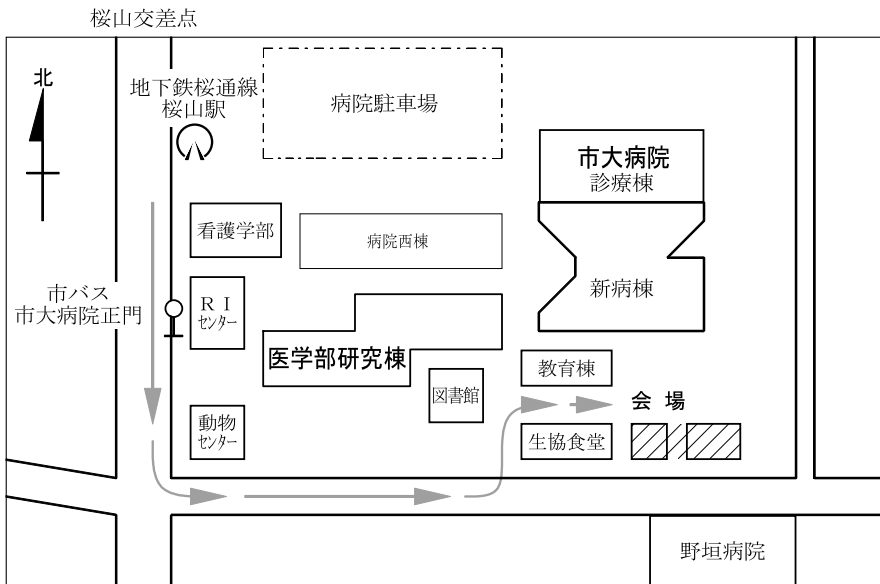 桜山交差点
北
地下鉄桜通線
桜山駅
病院駐車場
市大病院
診療棟
看護学部
病院西棟
新病棟
市バス
市大病院正門
ＲＩ
センター
医学部研究棟
教育棟
図書館
会場
動物
センター
生協食堂
野垣病院